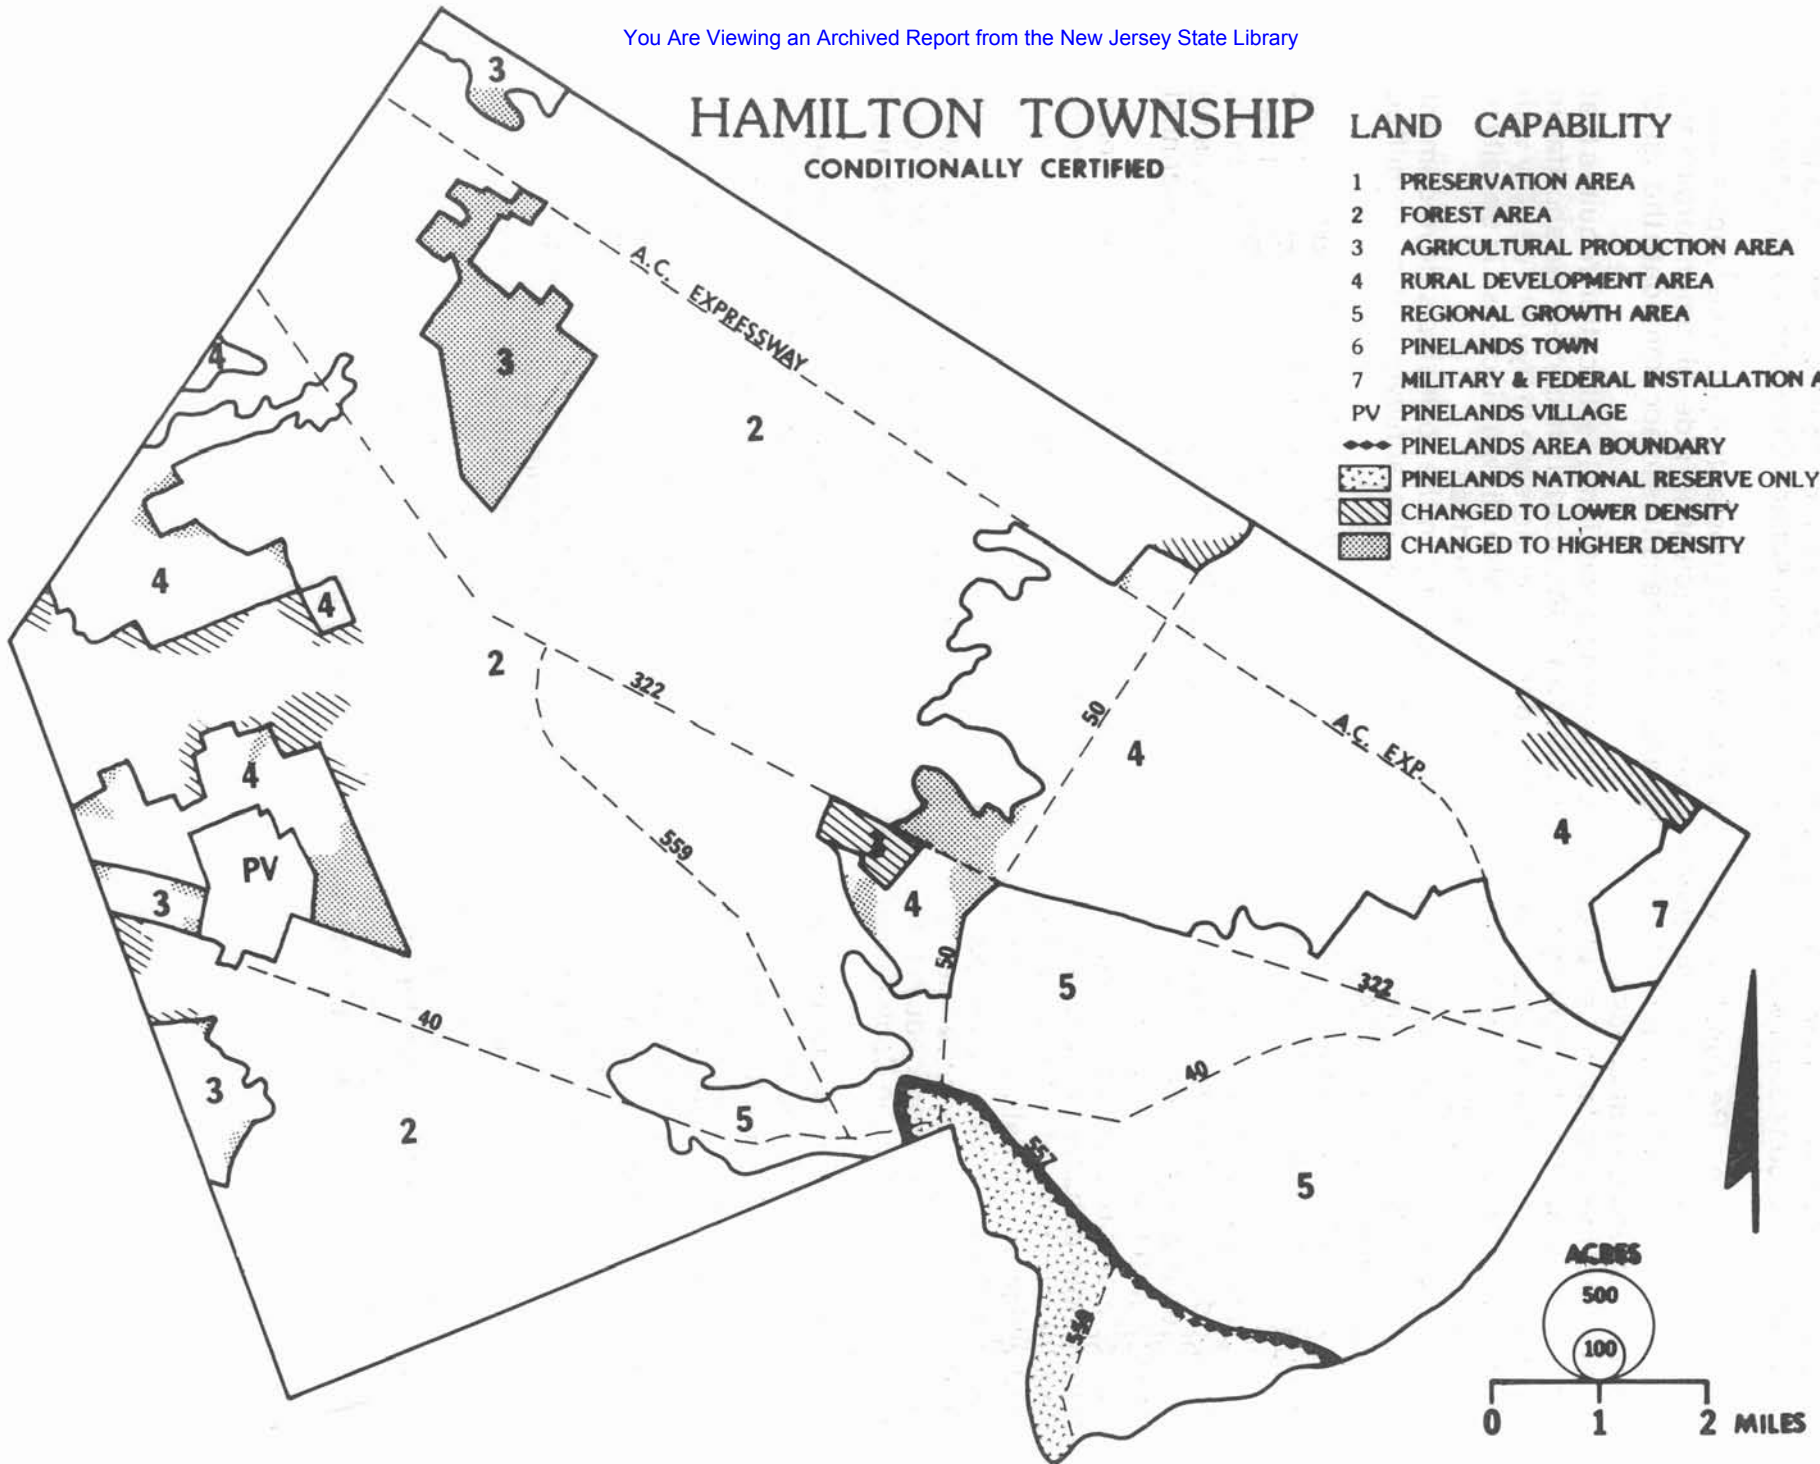 You Are Viewing an Archived Report from the New Jersey State Library
HAMILTON TOWNSHIP
CONDITIONALLY CERTIFIED
LAND CAPABILITY
1 PRESERVATION AREA
2 FOREST AREA
3 AGRICULTURAL PRODUCTION AREA
4 RURAL DEVELOPMENT AREA
5 REGIONAL GROWTH AREA
6 PINELANDS TOWN
7 MILITARY & FEDERAL INSTALLATION A
PV PINELANDS VILLAGE
PINELANDS AREA BOUNDARY
PINELANDS NATIONAL RESERVE ONLY
CHANGED TO LOWER DENSITY
CHANGED TO HIGHER DENSITY
3
A.C. EXPRESSWAY
3
4
2
4
4
2
322
50
4
A.C. EXP.
4
4
559
PV
3
4
7
50
5
322
40
40
3
5
2
557
5
559
ACRES
500
100
0 1 2 MILES